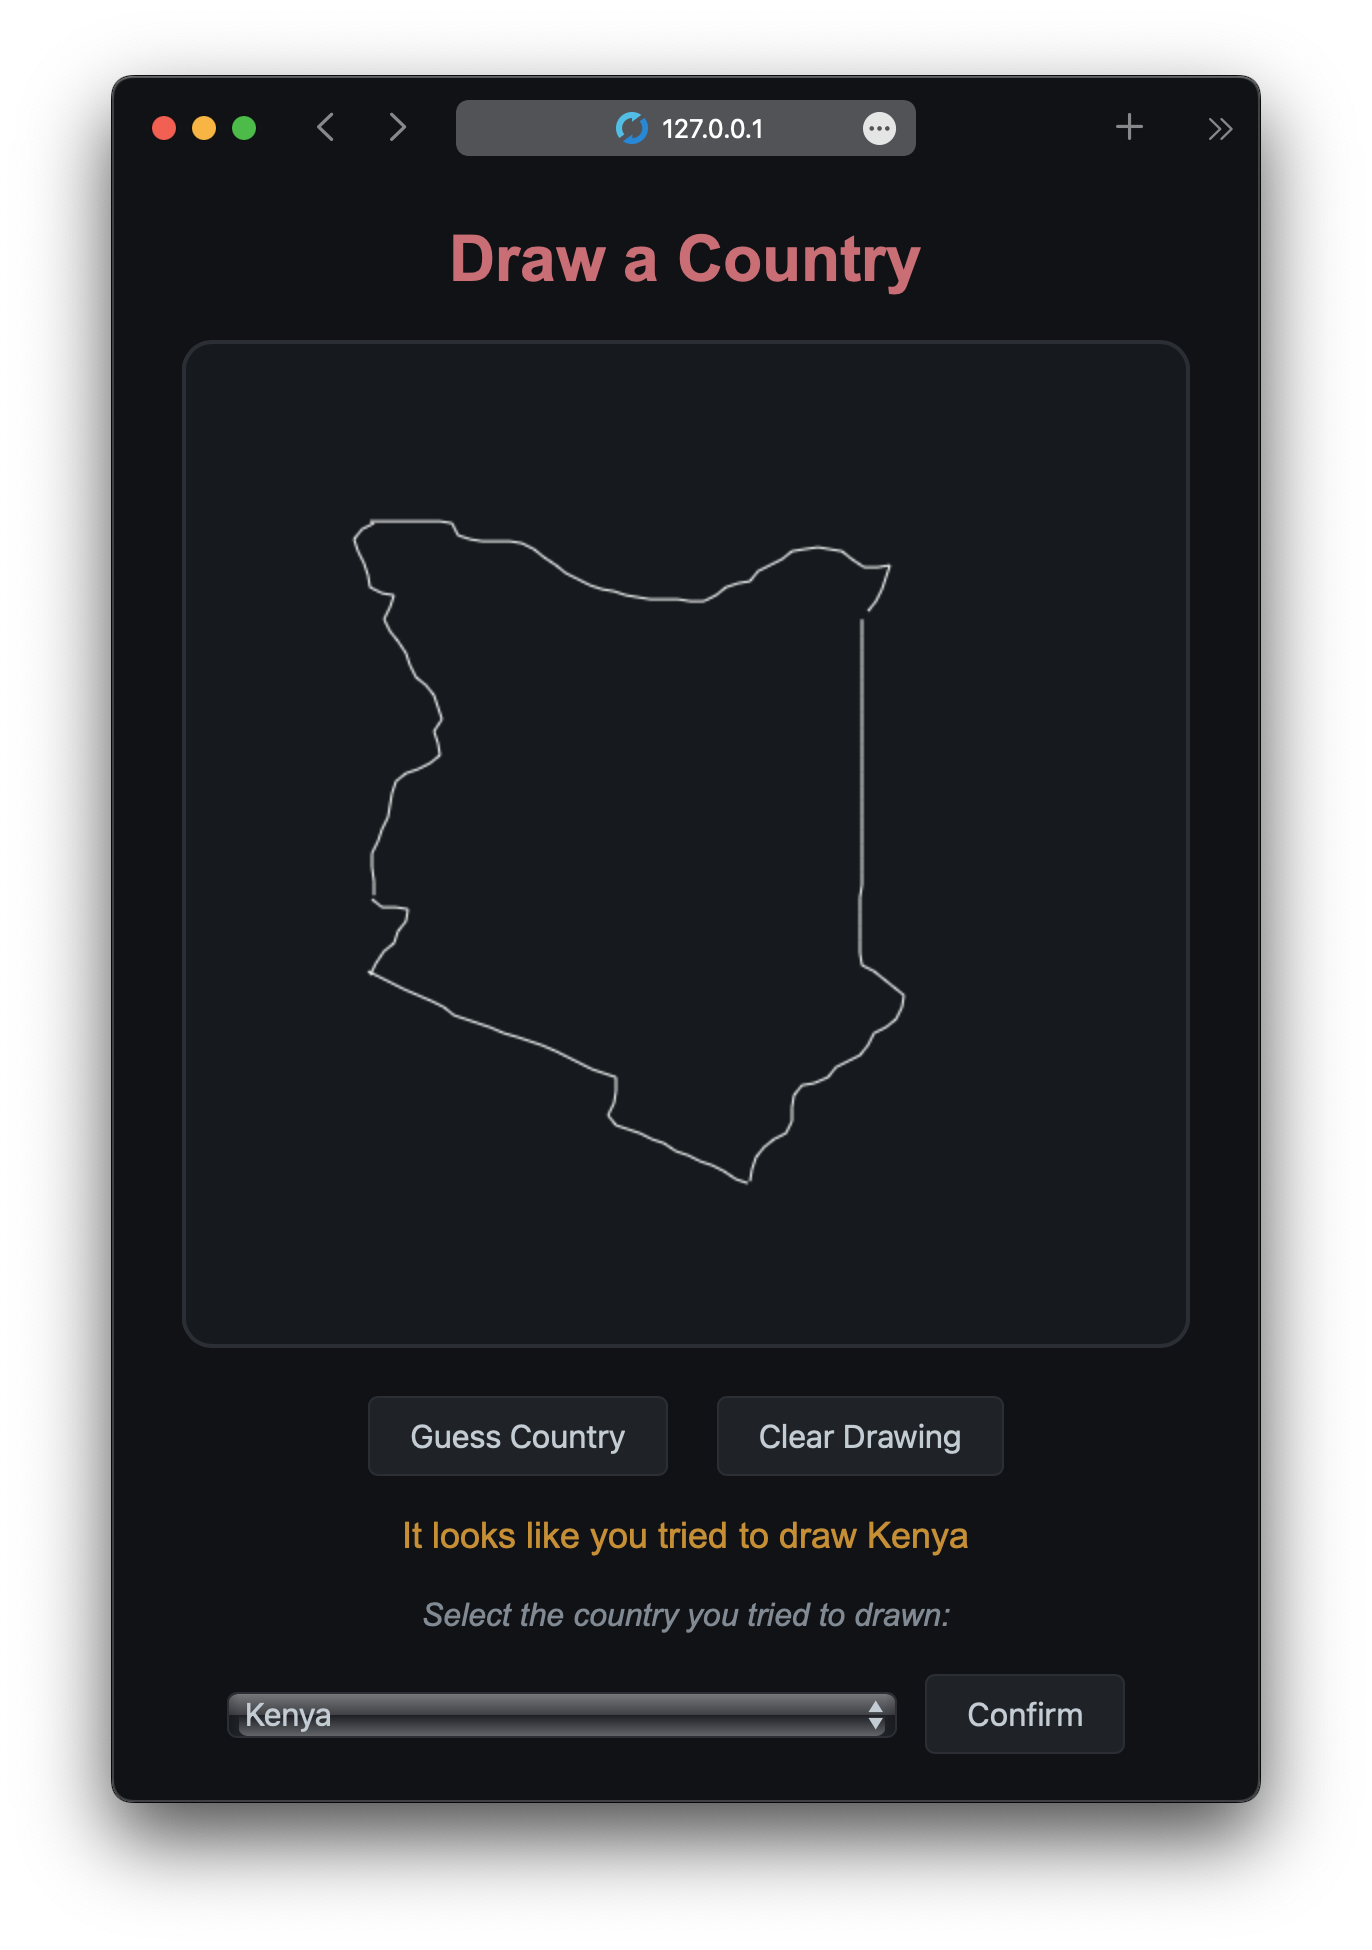 127.0.0.1
Draw a Country
Guess Country
Clear Drawing
It looks like you tried to draw Kenya
Select the country you tried to drawn:
Kenya
Confirm